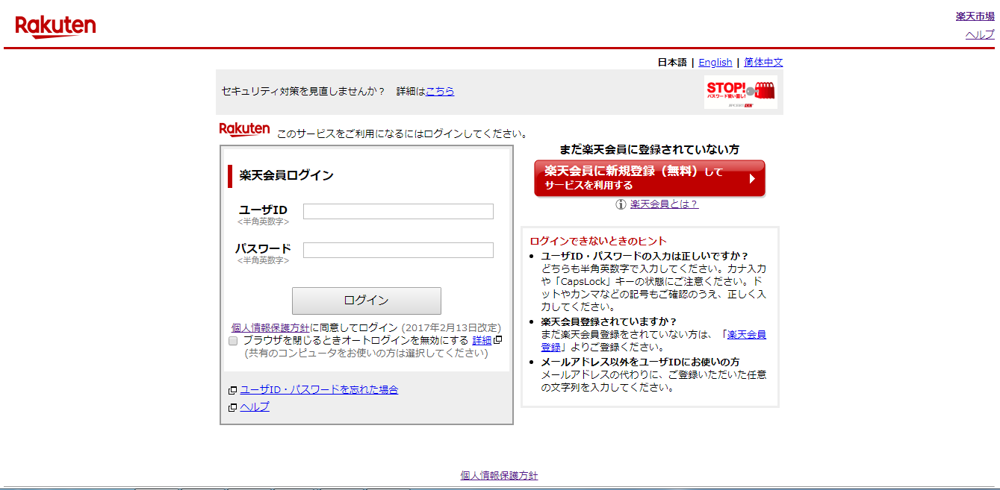 Rakuten
楽天市場
ヘルプ
日本語 | English | 简体中文
セキュリティ対策を見直しませんか？　詳細はこちら
STOP!
パスワード使い回し!
Rakuten このサービスをご利用になるにはログインしてください。
楽天会員ログイン
ユーザID
<半角英数字>
パスワード
<半角英数字>
ログイン
個人情報保護方針に同意してログイン (2017年2月13日改定)
ブラウザを閉じるときオートログインを無効にする 詳細
(共有のコンピュータをお使いの方は選択してください)
ユーザID・パスワードを忘れた場合
ヘルプ
まだ楽天会員に登録されていない方
楽天会員に新規登録（無料）して
サービスを利用する
楽天会員とは？
ログインできないときのヒント
ユーザID・パスワードの入力は正しいですか？
どちらも半角英数字で入力してください。カナ入力
や「CapsLock」キーの状態にご注意ください。ド
ットやカンマなどの記号もご確認のうえ、正しく入
力してください。
楽天会員登録されていますか？
まだ楽天会員登録をされていない方は、「楽天会員
登録」よりご登録ください。
メールアドレス以外をユーザIDにお使いの方
メールアドレスの代わりに、ご登録いただいた任意
の文字列を入力してください。
個人情報保護方針